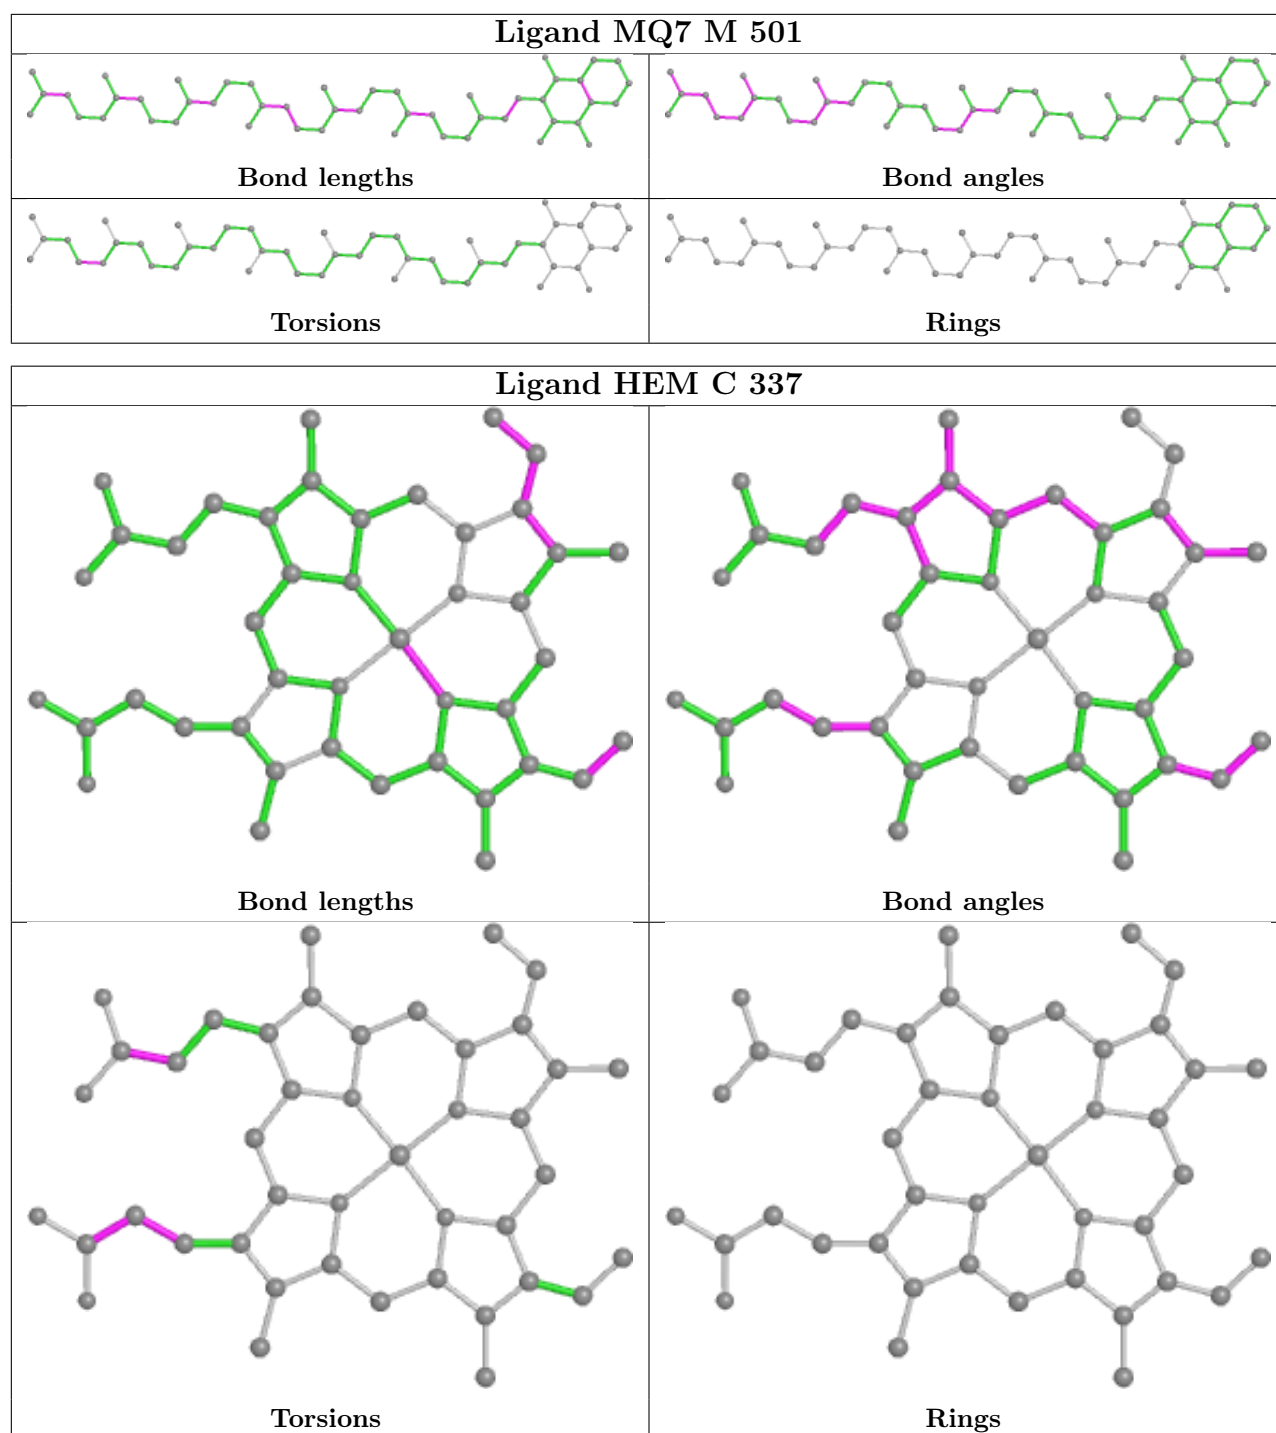 Ligand MQ7 M 501
Bond lengths
Bond angles
Torsions
Rings
Ligand HEM C 337
Bond lengths
Bond angles
Torsions
Rings